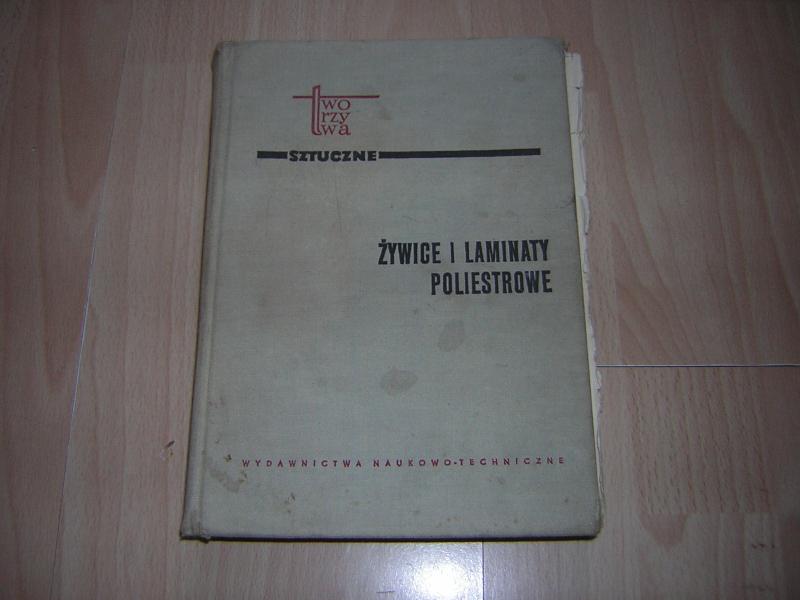 two
rzy
wa
SZTUCZNE
ŻYWICE I LAMINATY
POLIESTROWE
WYDAWNICTWA NAUKOWO-TECHNICZNE